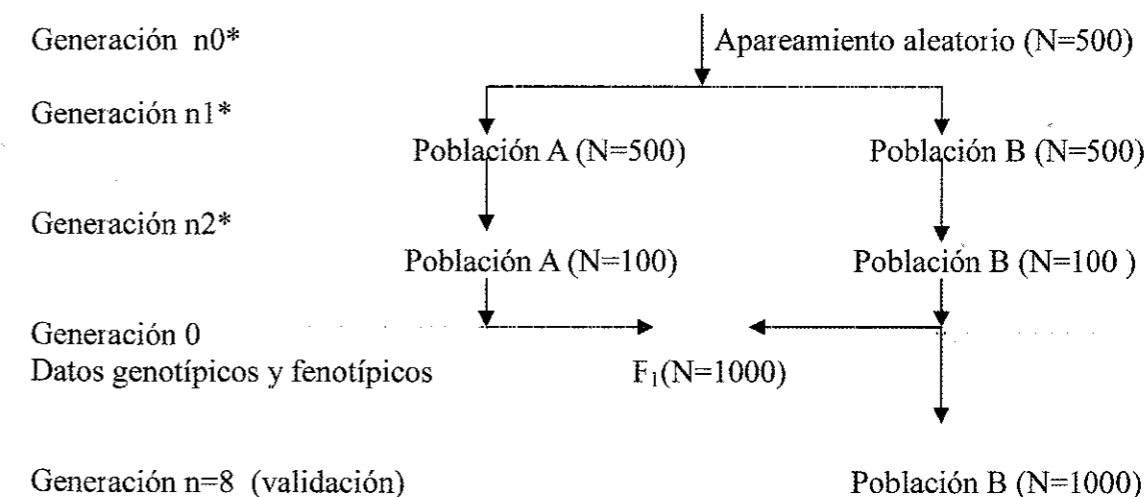 Generación n0*
Apareamiento aleatorio (N=500)
Generación n1*
Población A (N=500)
Población B (N=500)
Generación n2*
Población A (N=100)
Población B (N=100 )
Generación 0
Datos genotípicos y fenotípicos
F₁(N=1000)
Generación n=8 (validación)
Población B (N=1000)